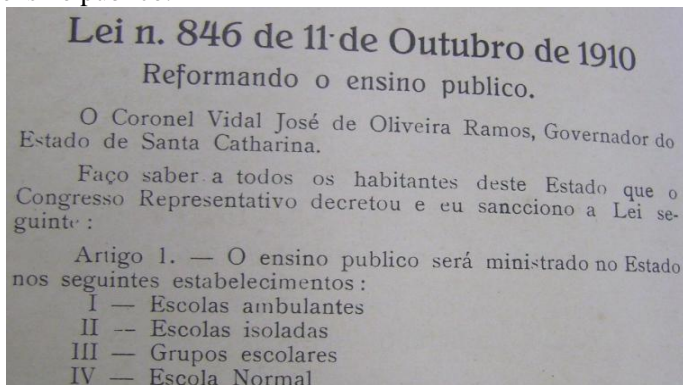 Lei n. 846 de 11 de Outubro de 1910
Reformando o ensino publico.
O Coronel Vidal José de Oliveira Ramos, Governador do
Estado de Santa Catharina.
Faço saber a todos os habitantes deste Estado que o
Congresso Representativo decretou e eu sancciono a Lei se-
guinte :
Artigo 1. — O ensino publico será ministrado no Estado
nos seguintes estabelecimentos :
I — Escolas ambulantes
II — Escolas isoladas
III — Grupos escolares
IV — Escola Normal